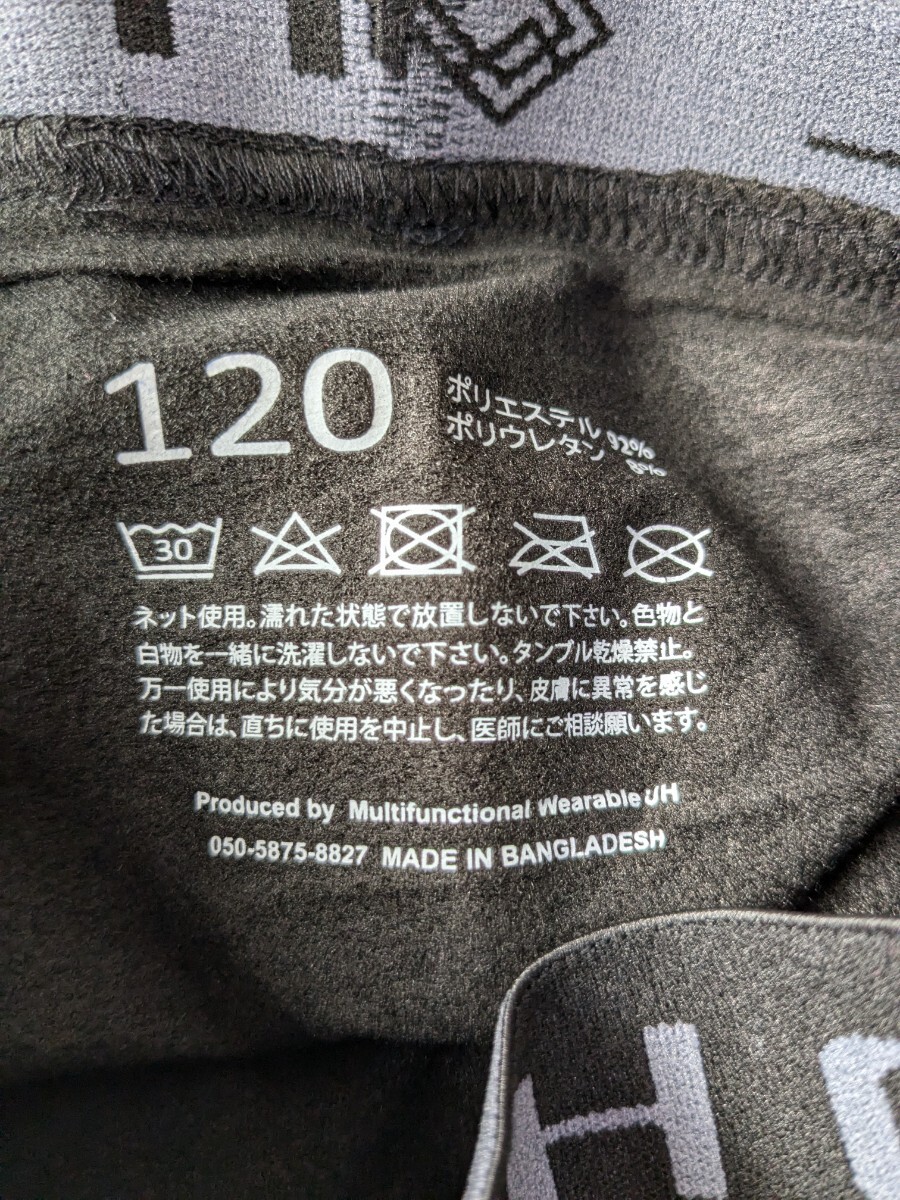 120
ポリエステル 92%
ポリウレタン 8%
30
ネット使用。濡れた状態で放置しないで下さい。色物と
白物を一緒に洗濯しないで下さい。タンブル乾燥禁止。
万一使用により気分が悪くなったり、皮膚に異常を感じ
た場合は、直ちに使用を中止し、医師にご相談願います。
Produced by Multifunctional Wearable JH
050-5875-8827 MADE IN BANGLADESH
H